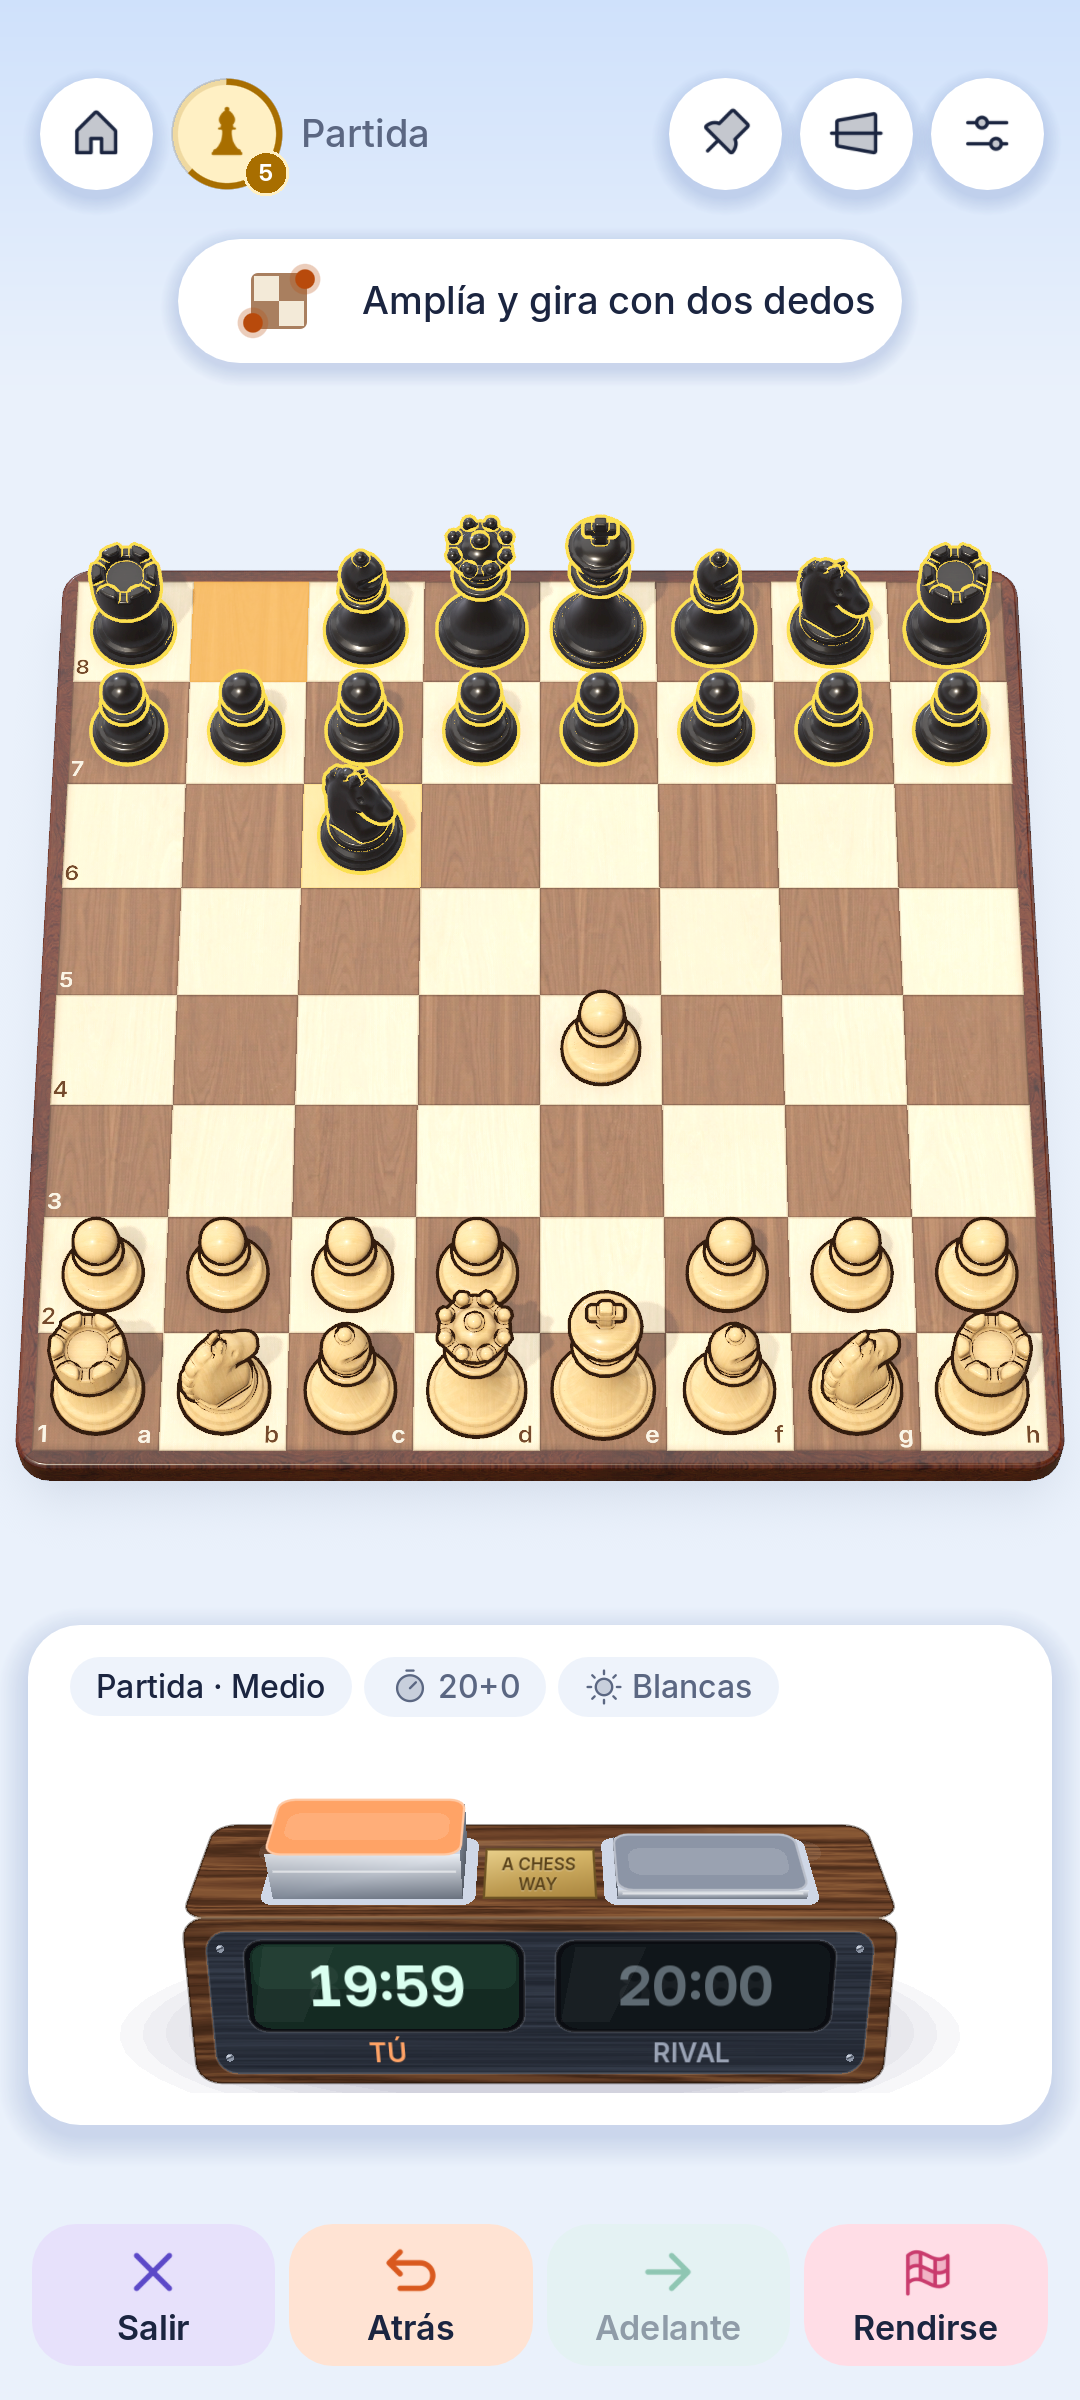 Partida
5
Amplía y gira con dos dedos
8
7
6
5
4
3
2
1 a b c d e f g h
Partida · Medio
20+0
Blancas
A CHESS
WAY
19:59
20:00
TÚ
RIVAL
Salir
Atrás
Adelante
Rendirse